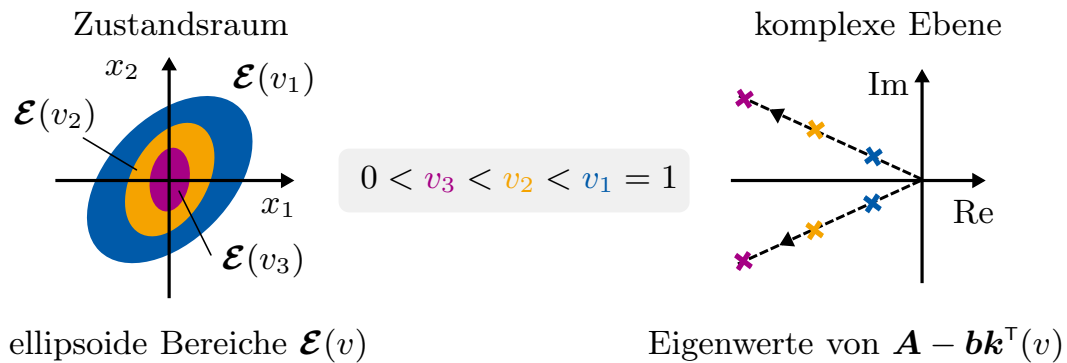 Zustandsraum
komplexe Ebene
x₂
𝓔(v₁)
Im
𝓔(v₂)
0 < v₃ < v₂ < v₁ = 1
x₁
Re
𝓔(v₃)
ellipsoide Bereiche 𝓔(v)
Eigenwerte von A − bkᵀ(v)